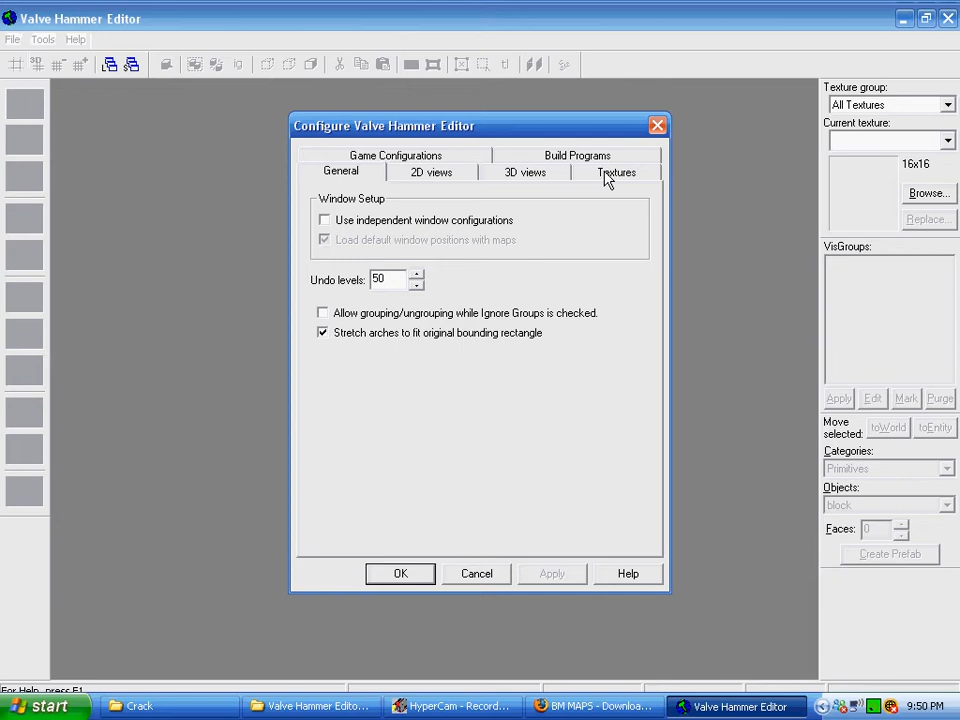 Valve Hammer Editor
File Tools Help
3D
ig
tl
Texture group:
All Textures
Current texture:
16x16
Browse...
Replace...
VisGroups:
Apply Edit Mark Purge
Move selected: toWorld toEntity
Categories:
Primitives
Objects:
block
Faces: 0
Create Prefab
Configure Valve Hammer Editor
Game Configurations Build Programs
General 2D views 3D views Textures
Window Setup
Use independent window configurations
Load default window positions with maps
Undo levels: 50
Allow grouping/ungrouping while Ignore Groups is checked.
Stretch arches to fit original bounding rectangle
OK Cancel Apply Help
For Help, press F1
start Crack Valve Hammer Edito... HyperCam - Record... BM MAPS - Downloa... Valve Hammer Editor 9:50 PM